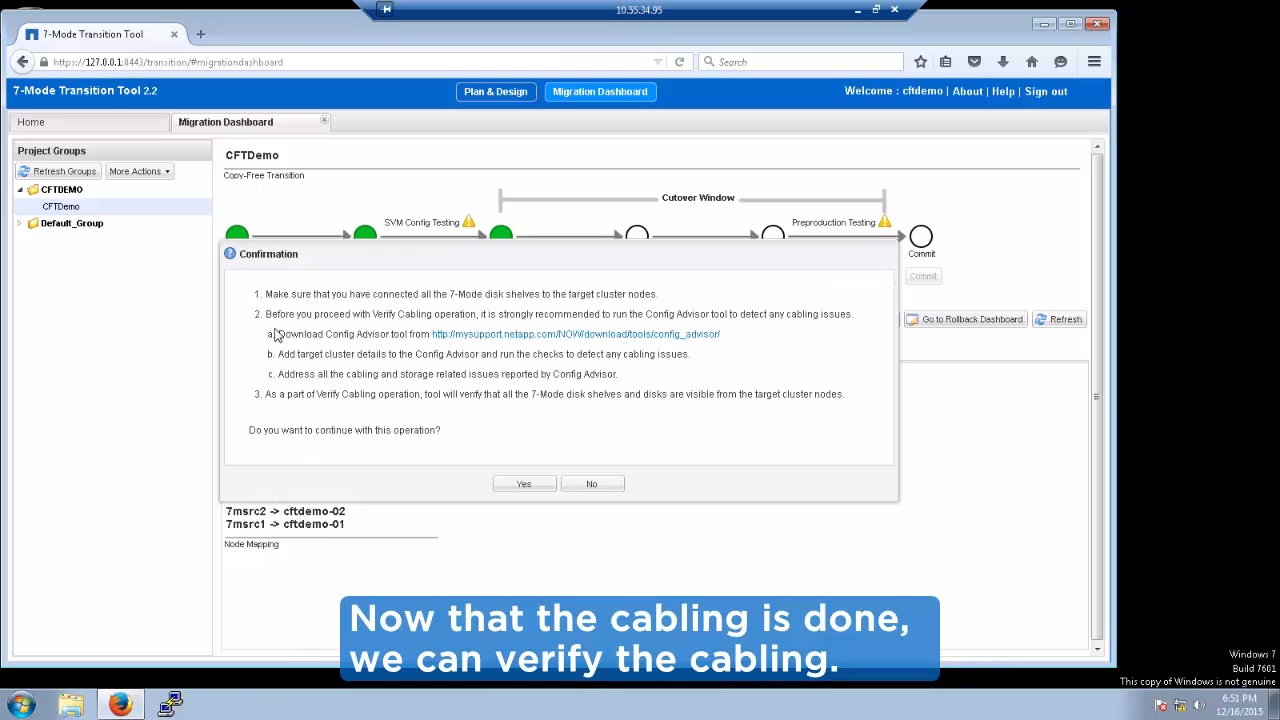 10.55.34.95
7-Mode Transition Tool
https://127.0.0.1:8443/transition/#migrationdashboard
Search
7-Mode Transition Tool 2.2
Plan & Design
Migration Dashboard
Welcome : cftdemo | About | Help | Sign out
Home
Migration Dashboard
Project Groups
Refresh Groups
More Actions
CFTDEMO
CFTDemo
Default_Group
CFTDemo
Copy-Free Transition
Cutover Window
SVM Config Testing
Preproduction Testing
Commit
Commit
Go to Rollback Dashboard
Refresh
Confirmation
1. Make sure that you have connected all the 7-Mode disk shelves to the target cluster nodes.
2. Before you proceed with Verify Cabling operation, it is strongly recommended to run the Config Advisor tool to detect any cabling issues.
a. Download Config Advisor tool from http://mysupport.netapp.com/NOW/download/tools/config_advisor/
b. Add target cluster details to the Config Advisor and run the checks to detect any cabling issues.
c. Address all the cabling and storage related issues reported by Config Advisor.
3. As a part of Verify Cabling operation, tool will verify that all the 7-Mode disk shelves and disks are visible from the target cluster nodes.
Do you want to continue with this operation?
Yes
No
7msrc2 -> cftdemo-02
7msrc1 -> cftdemo-01
Node Mapping
Now that the cabling is done,
we can verify the cabling.
Windows 7
Build 7601
This copy of Windows is not genuine
6:51 PM
12/16/2015